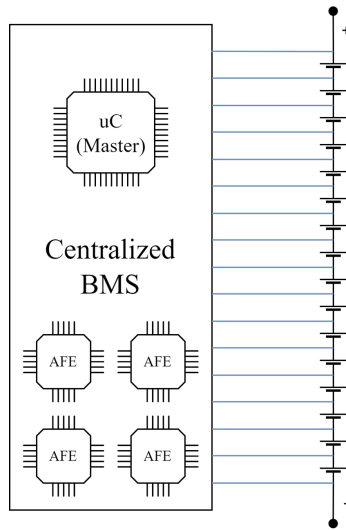 +
uC
(Master)
Centralized
BMS
AFE AFE
AFE AFE
-